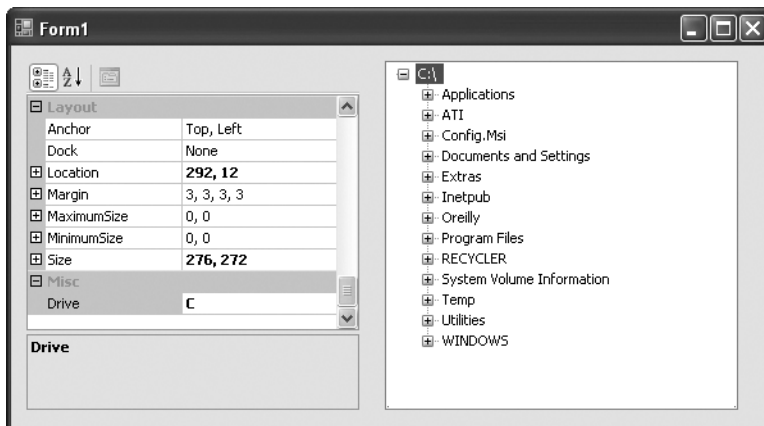 Form1
Layout
Anchor Top, Left
Dock None
Location 292, 12
Margin 3, 3, 3, 3
MaximumSize 0, 0
MinimumSize 0, 0
Size 276, 272
Misc
Drive C
Drive
C:\
Applications
ATI
Config.Msi
Documents and Settings
Extras
Inetpub
Oreilly
Program Files
RECYCLER
System Volume Information
Temp
Utilities
WINDOWS